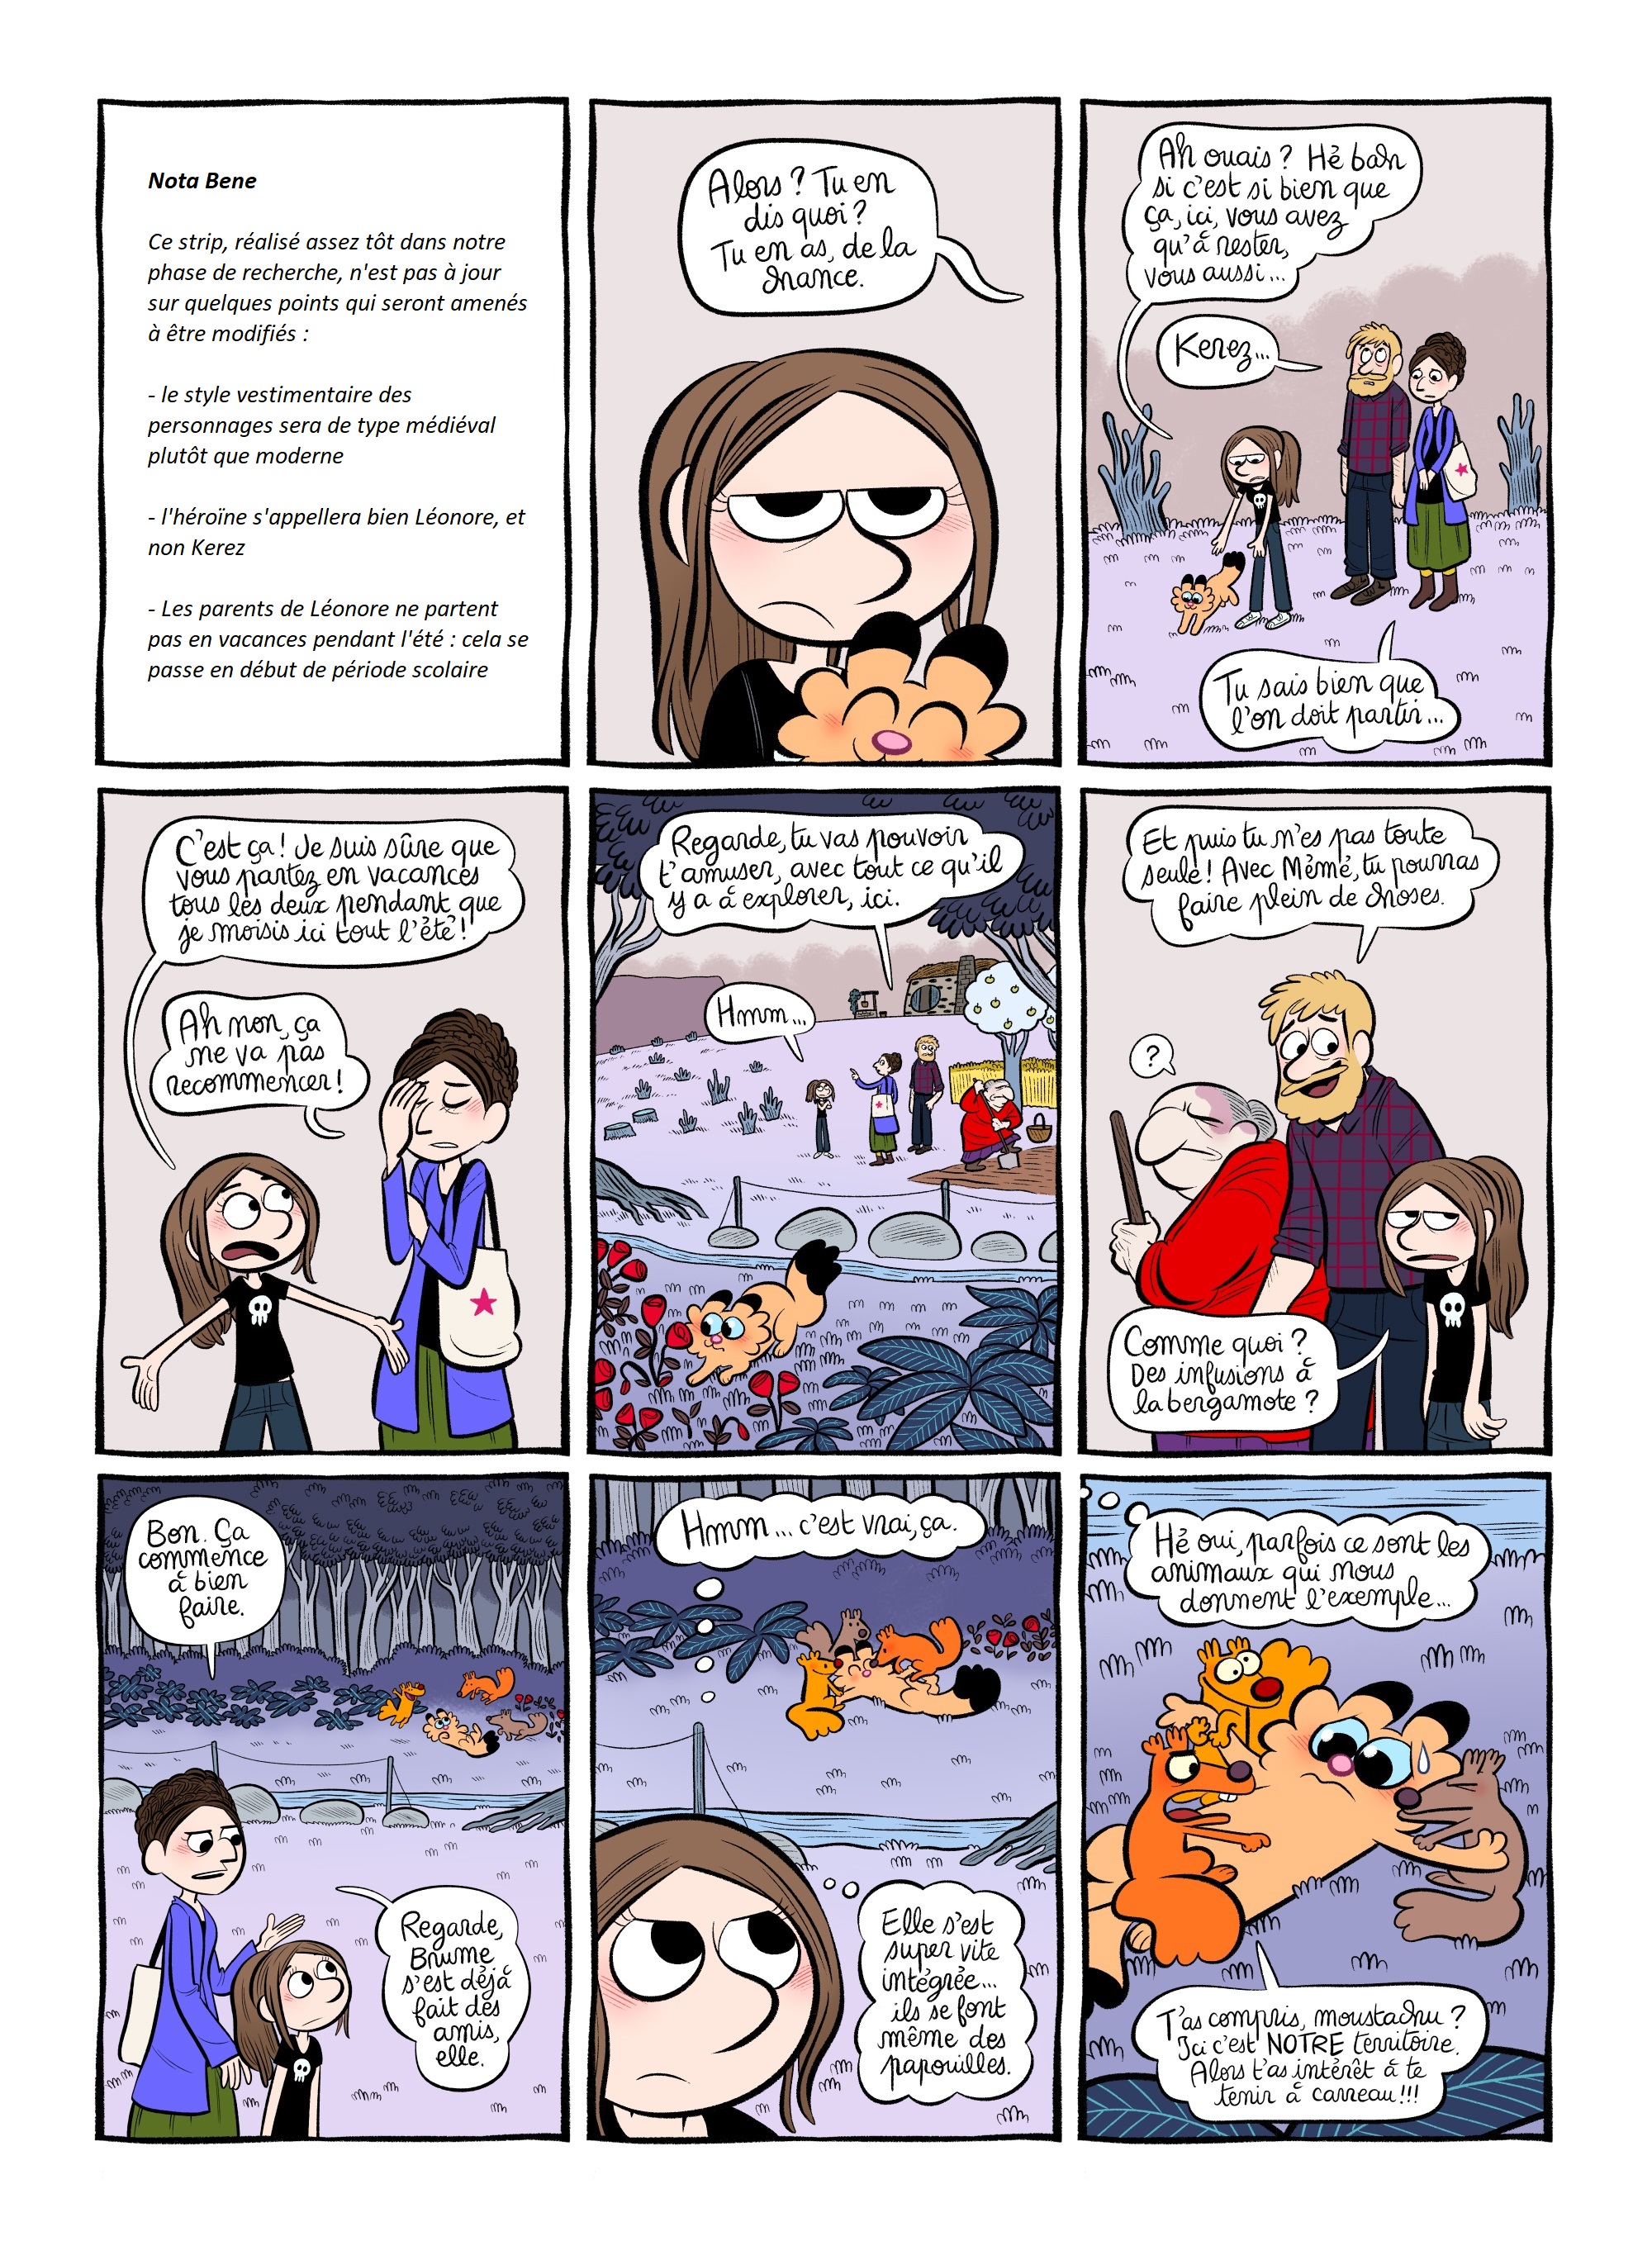 Nota Bene
Ce strip, réalisé assez tôt dans notre
phase de recherche, n'est pas à jour
sur quelques points qui seront amenés
à être modifiés :
- le style vestimentaire des
personnages sera de type médiéval
plutôt que moderne
- l'héroïne s'appellera bien Léonore, et
non Kerez
- Les parents de Léonore ne partent
pas en vacances pendant l'été : cela se
passe en début de période scolaire
Alors ? Tu en
dis quoi ?
Tu en as, de la
chance.
Ah ouais ? Hé bah
si c'est si bien que
ça, ici, vous avez
qu'à rester,
vous aussi...
Kerez...
Tu sais bien que
l'on doit partir...
C'est ça ! Je suis sûre que
vous partez en vacances
tous les deux pendant que
je moisis ici tout l'été !
Ah non, ça
ne va pas
recommencer !
Regarde, tu vas pouvoir
t'amuser, avec tout ce qu'il
y a à explorer, ici.
Hmm...
Et puis tu n'es pas toute
seule ! Avec Mémé, tu pourras
faire plein de choses.
?
Comme quoi ?
Des infusions à
la bergamote ?
Bon. Ça
commence
à bien
faire.
Regarde,
Brume
s'est déjà
fait des
amis,
elle.
Hmm... c'est vrai, ça.
Elle s'est
super vite
intégrée...
ils se font
même des
papouilles.
Hé oui, parfois ce sont les
animaux qui nous
donnent l'exemple...
T'as compris, moustachu ?
Ici c'est NOTRE territoire.
Alors t'as intérêt à te
tenir à carreau !!!